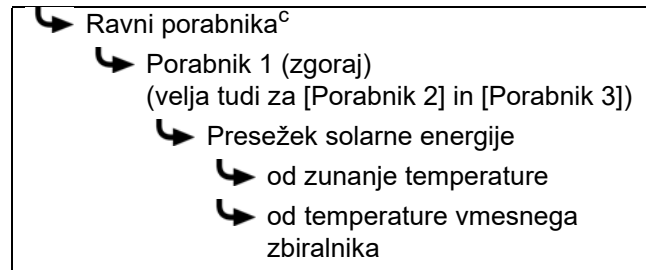 Ravni porabnikaᶜ
Porabnik 1 (zgoraj)
(velja tudi za [Porabnik 2] in [Porabnik 3])
Presežek solarne energije
od zunanje temperature
od temperature vmesnega
zbiralnika